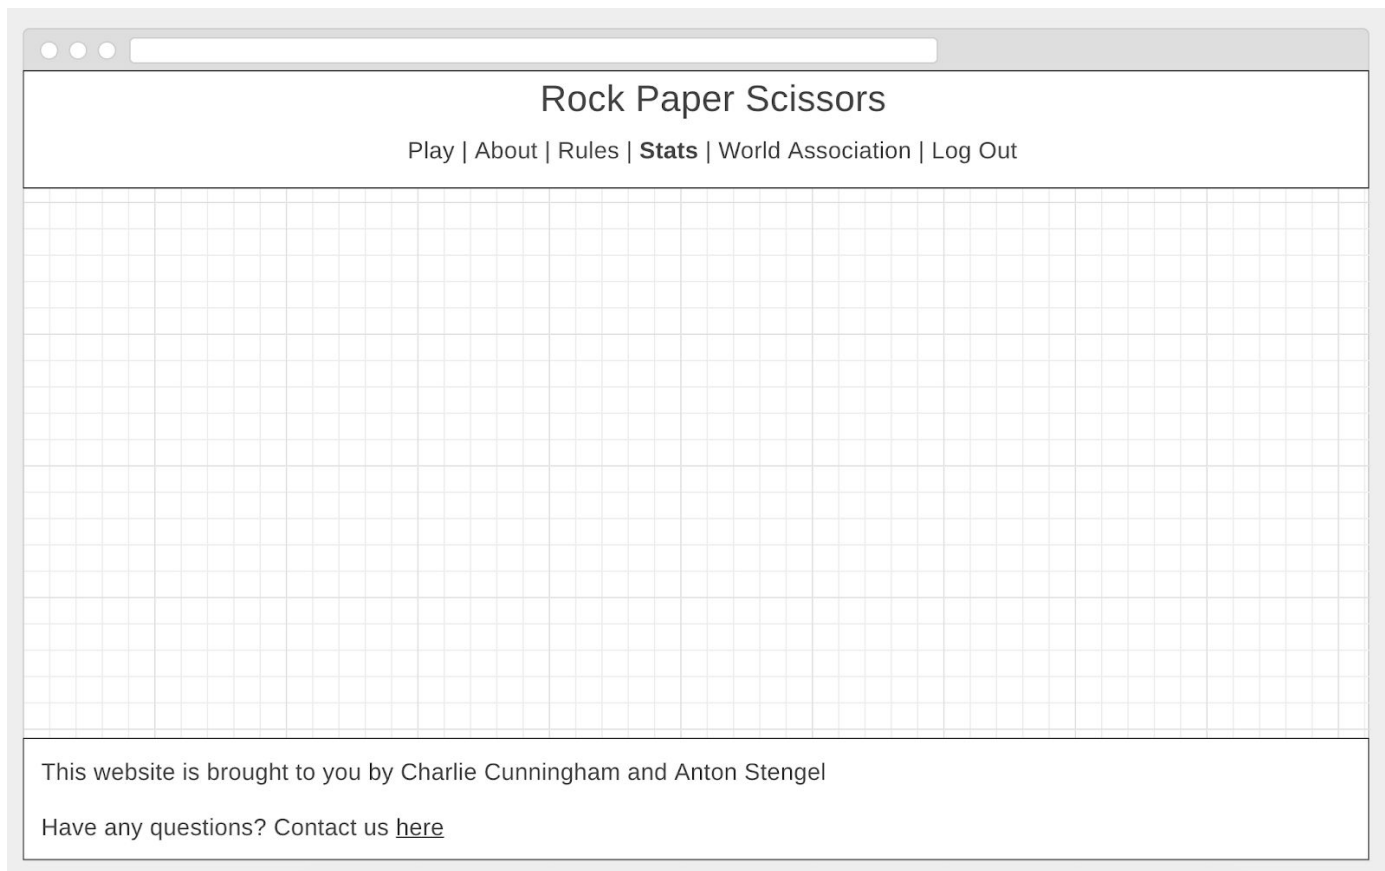 Rock Paper Scissors
Play | About | Rules | Stats | World Association | Log Out
This website is brought to you by Charlie Cunningham and Anton Stengel
Have any questions? Contact us here